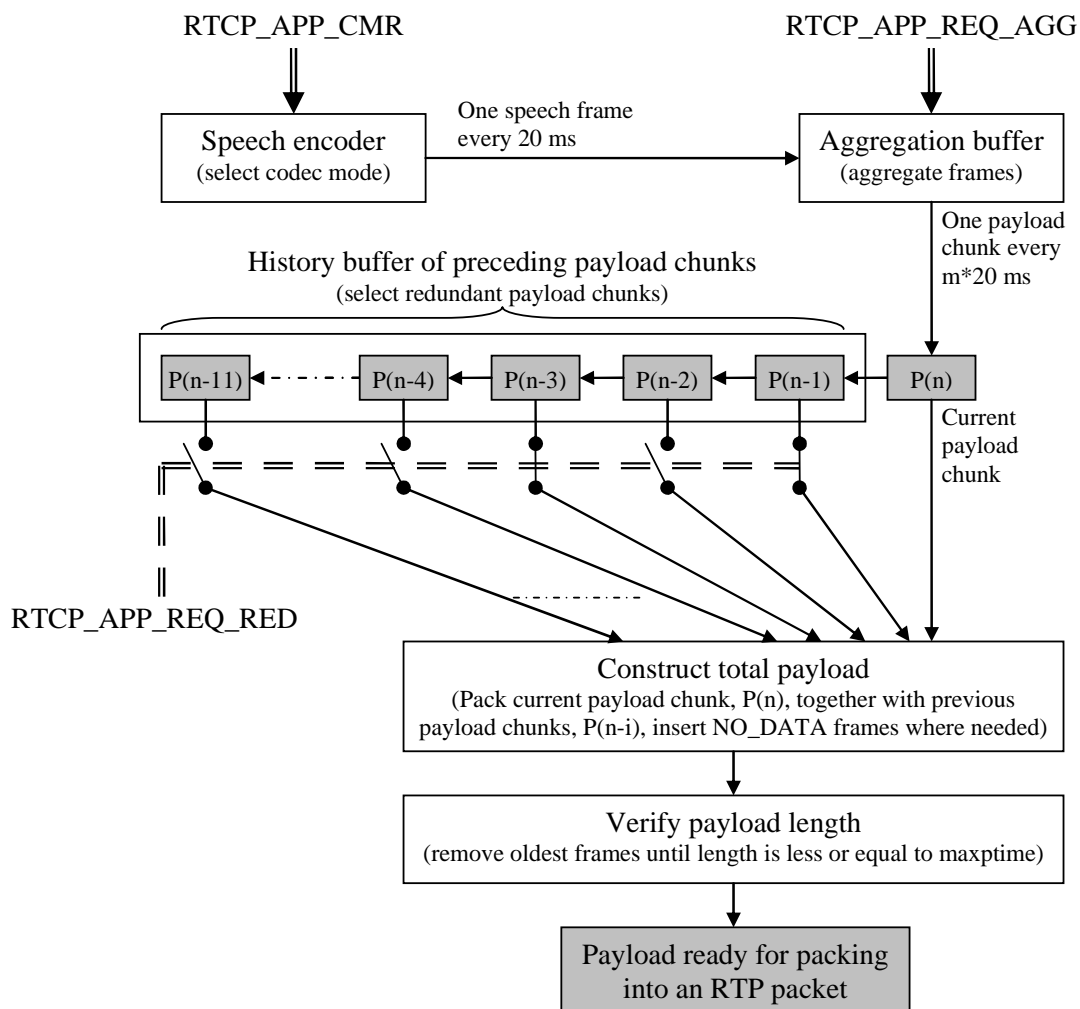 RTCP_APP_CMR
RTCP_APP_REQ_AGG
Speech encoder
(select codec mode)
One speech frame
every 20 ms
Aggregation buffer
(aggregate frames)
One payload
chunk every
m*20 ms
History buffer of preceding payload chunks
(select redundant payload chunks)
P(n-11)
P(n-4)
P(n-3)
P(n-2)
P(n-1)
P(n)
Current
payload
chunk
RTCP_APP_REQ_RED
Construct total payload
(Pack current payload chunk, P(n), together with previous
payload chunks, P(n-i), insert NO_DATA frames where needed)
Verify payload length
(remove oldest frames until length is less or equal to maxptime)
Payload ready for packing
into an RTP packet